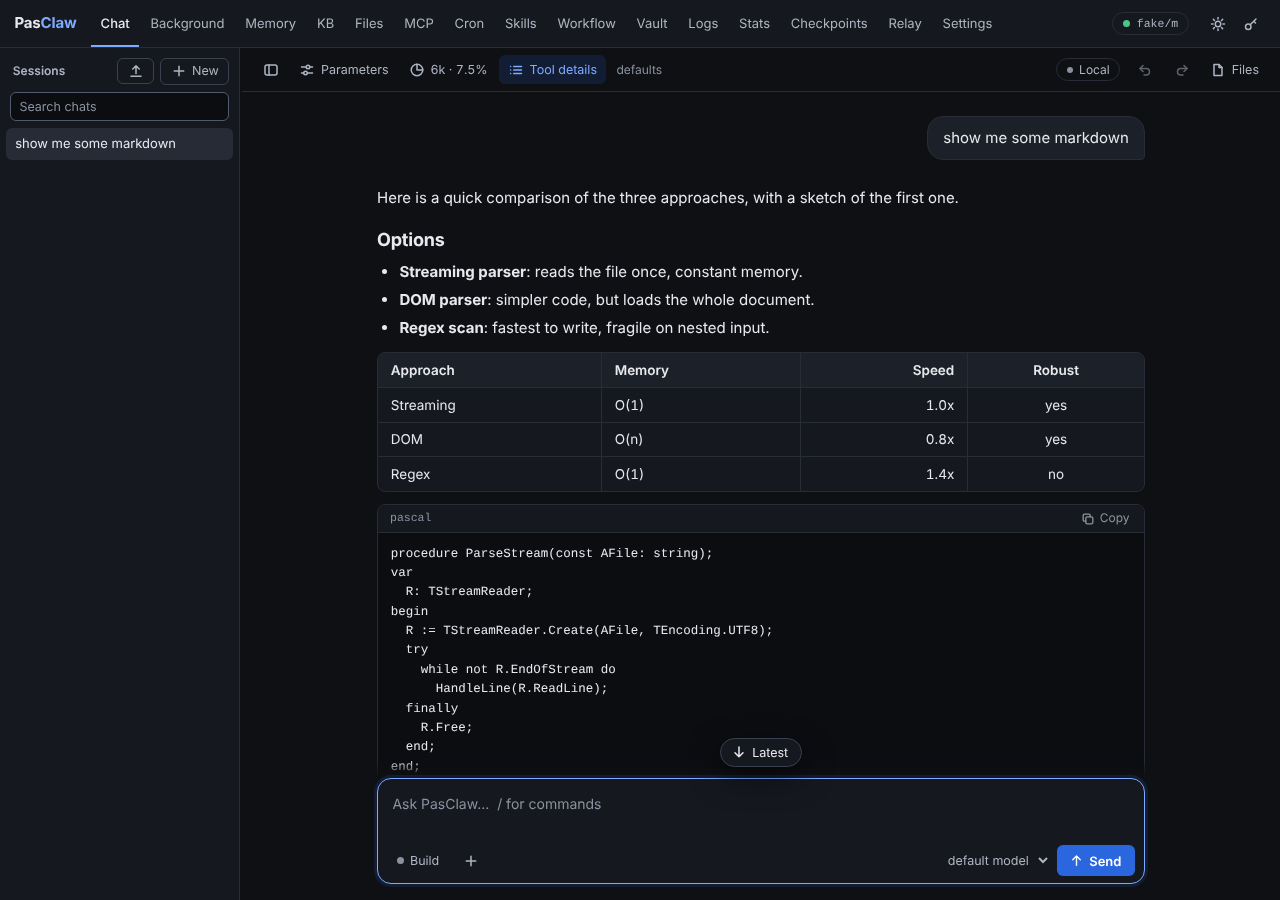 PasClaw Chat Background Memory KB Files MCP Cron Skills Workflow Vault Logs Stats Checkpoints Relay Settings fake/m
Sessions New
Search chats
show me some markdown
Parameters 6k · 7.5% Tool details defaults Local Files
show me some markdown
Here is a quick comparison of the three approaches, with a sketch of the first one.
Options
• Streaming parser: reads the file once, constant memory.
• DOM parser: simpler code, but loads the whole document.
• Regex scan: fastest to write, fragile on nested input.
Approach Memory Speed Robust
Streaming O(1) 1.0x yes
DOM O(n) 0.8x yes
Regex O(1) 1.4x no
pascal Copy
procedure ParseStream(const AFile: string);
var
  R: TStreamReader;
begin
  R := TStreamReader.Create(AFile, TEncoding.UTF8);
  try
    while not R.EndOfStream do
      HandleLine(R.ReadLine);
  finally
    R.Free;
  end;
end;
Latest
Ask PasClaw... / for commands
Build default model Send